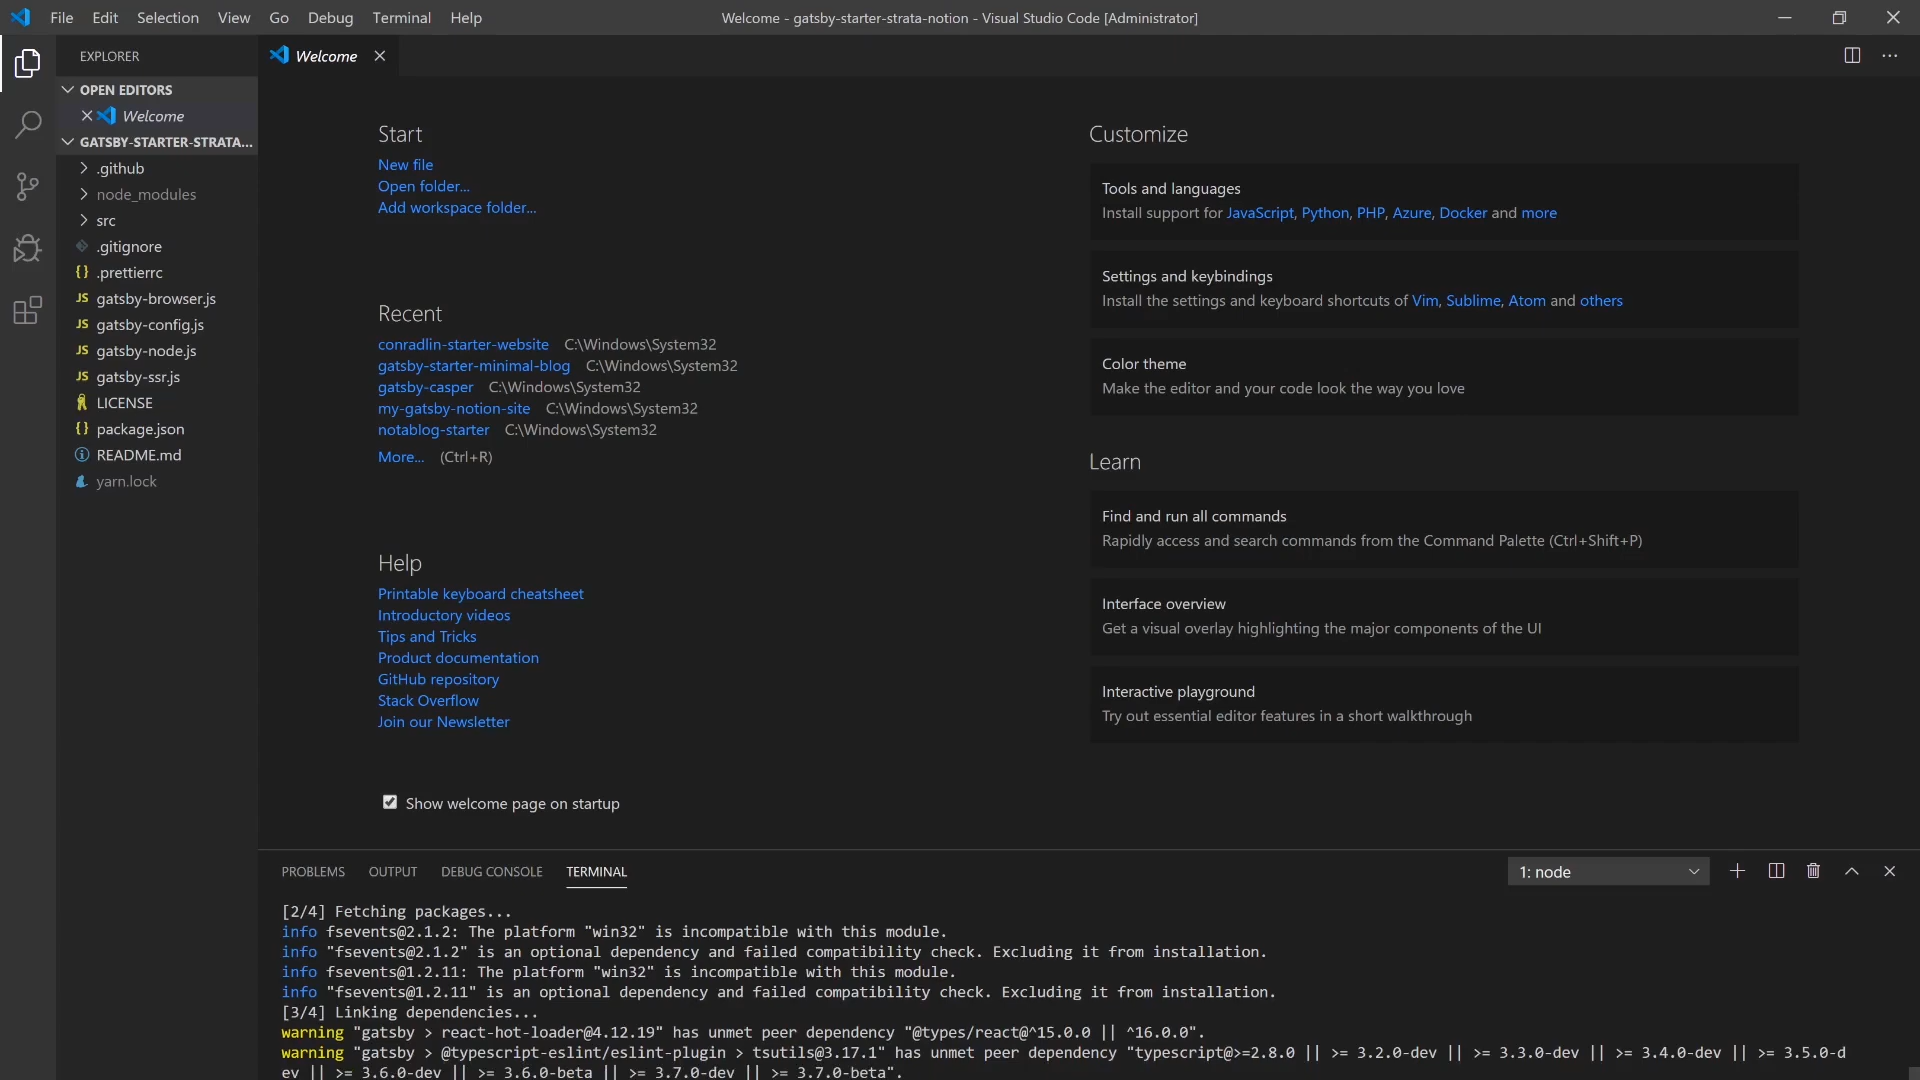 File Edit Selection View Go Debug Terminal Help
Welcome - gatsby-starter-strata-notion - Visual Studio Code [Administrator]
EXPLORER
OPEN EDITORS
Welcome
GATSBY-STARTER-STRATA...
.github
node_modules
src
.gitignore
.prettierrc
JS gatsby-browser.js
JS gatsby-config.js
JS gatsby-node.js
JS gatsby-ssr.js
LICENSE
package.json
README.md
yarn.lock
Welcome
Start
New file
Open folder...
Add workspace folder...
Recent
conradlin-starter-website C:\Windows\System32
gatsby-starter-minimal-blog C:\Windows\System32
gatsby-casper C:\Windows\System32
my-gatsby-notion-site C:\Windows\System32
notablog-starter C:\Windows\System32
More... (Ctrl+R)
Help
Printable keyboard cheatsheet
Introductory videos
Tips and Tricks
Product documentation
GitHub repository
Stack Overflow
Join our Newsletter
Show welcome page on startup
Customize
Tools and languages
Install support for JavaScript, Python, PHP, Azure, Docker and more
Settings and keybindings
Install the settings and keyboard shortcuts of Vim, Sublime, Atom and others
Color theme
Make the editor and your code look the way you love
Learn
Find and run all commands
Rapidly access and search commands from the Command Palette (Ctrl+Shift+P)
Interface overview
Get a visual overlay highlighting the major components of the UI
Interactive playground
Try out essential editor features in a short walkthrough
PROBLEMS OUTPUT DEBUG CONSOLE TERMINAL
1: node
[2/4] Fetching packages...
info fsevents@2.1.2: The platform "win32" is incompatible with this module.
info "fsevents@2.1.2" is an optional dependency and failed compatibility check. Excluding it from installation.
info fsevents@1.2.11: The platform "win32" is incompatible with this module.
info "fsevents@1.2.11" is an optional dependency and failed compatibility check. Excluding it from installation.
[3/4] Linking dependencies...
warning "gatsby > react-hot-loader@4.12.19" has unmet peer dependency "@types/react@^15.0.0 || ^16.0.0".
warning "gatsby > @typescript-eslint/eslint-plugin > tsutils@3.17.1" has unmet peer dependency "typescript@>=2.8.0 || >= 3.2.0-dev || >= 3.3.0-dev || >= 3.4.0-dev || >= 3.5.0-d
ev || >= 3.6.0-dev || >= 3.6.0-beta || >= 3.7.0-dev || >= 3.7.0-beta".